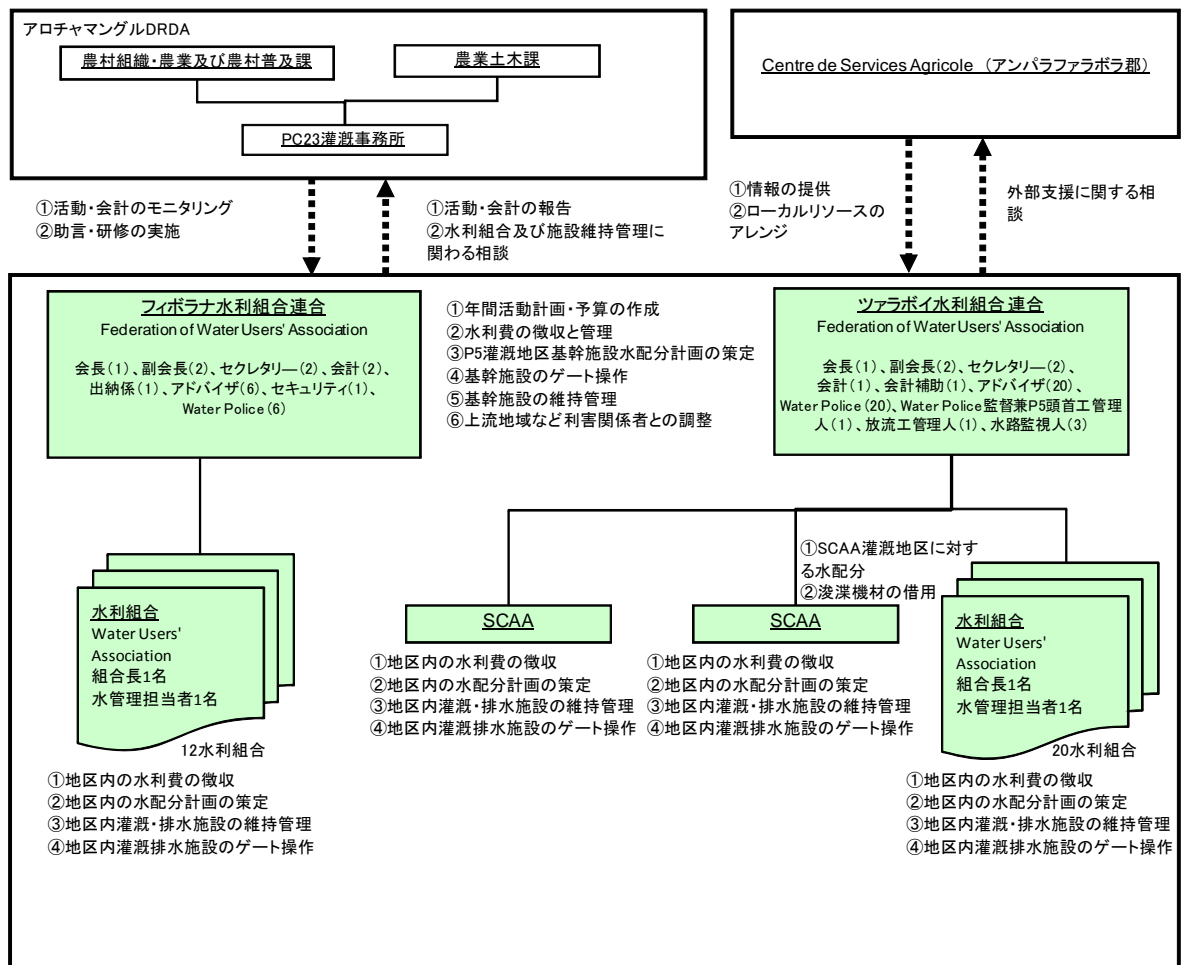 アロチャマングルDRDA
農村組織・農業及び農村普及課
農業土木課
PC23灌漑事務所
Centre de Services Agricole （アンパラファラボラ郡）
①活動・会計のモニタリング
②助言・研修の実施
①活動・会計の報告
②水利組合及び施設維持管理に
関わる相談
①情報の提供
②ローカルリソースの
アレンジ
外部支援に関する相
談
フィボラナ水利組合連合
Federation of Water Users' Association
会長(1)、副会長(2)、セクレタリ―(2)、会計(2)、
出納係(1)、アドバイザ(6)、セキュリティ(1)、
Water Police(6)
①年間活動計画・予算の作成
②水利費の徴収と管理
③P5灌漑地区基幹施設水配分計画の策定
④基幹施設のゲート操作
⑤基幹施設の維持管理
⑥上流地域など利害関係者との調整
ツァラボイ水利組合連合
Federation of Water Users' Association
会長(1)、副会長(2)、セクレタリ―(2)、
会計(1)、会計補助(1)、アドバイザ(20)、
Water Police(20)、Water Police監督兼P5頭首工管理
人(1)、放流工管理人(1)、水路監視人(3)
水利組合
Water Users'
Association
組合長1名
水管理担当者1名
12水利組合
①地区内の水利費の徴収
②地区内の水配分計画の策定
③地区内灌漑・排水施設の維持管理
④地区内灌漑排水施設のゲート操作
SCAA
①地区内の水利費の徴収
②地区内の水配分計画の策定
③地区内灌漑・排水施設の維持管理
④地区内灌漑排水施設のゲート操作
①SCAA灌漑地区に対す
る水配分
②浚渫機材の借用
SCAA
①地区内の水利費の徴収
②地区内の水配分計画の策定
③地区内灌漑・排水施設の維持管理
④地区内灌漑排水施設のゲート操作
水利組合
Water Users'
Association
組合長1名
水管理担当者1名
20水利組合
①地区内の水利費の徴収
②地区内の水配分計画の策定
③地区内灌漑・排水施設の維持管理
④地区内灌漑排水施設のゲート操作